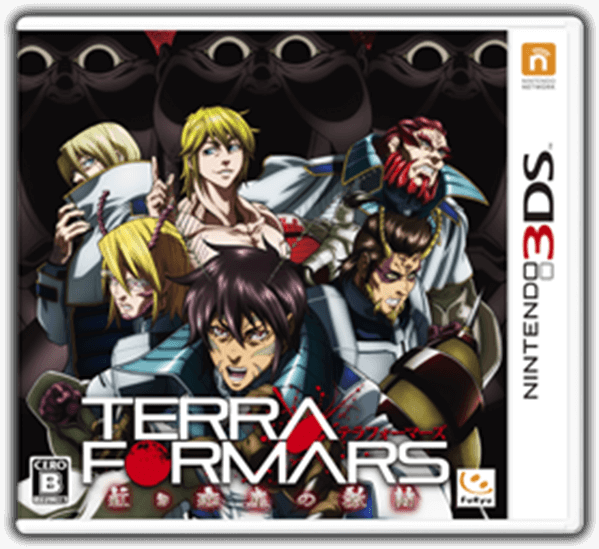 NINTENDO
NETWORK
NINTENDO 3DS
TERRA
テラフォーマーズ
FORMARS
CERO
B
FuRyu